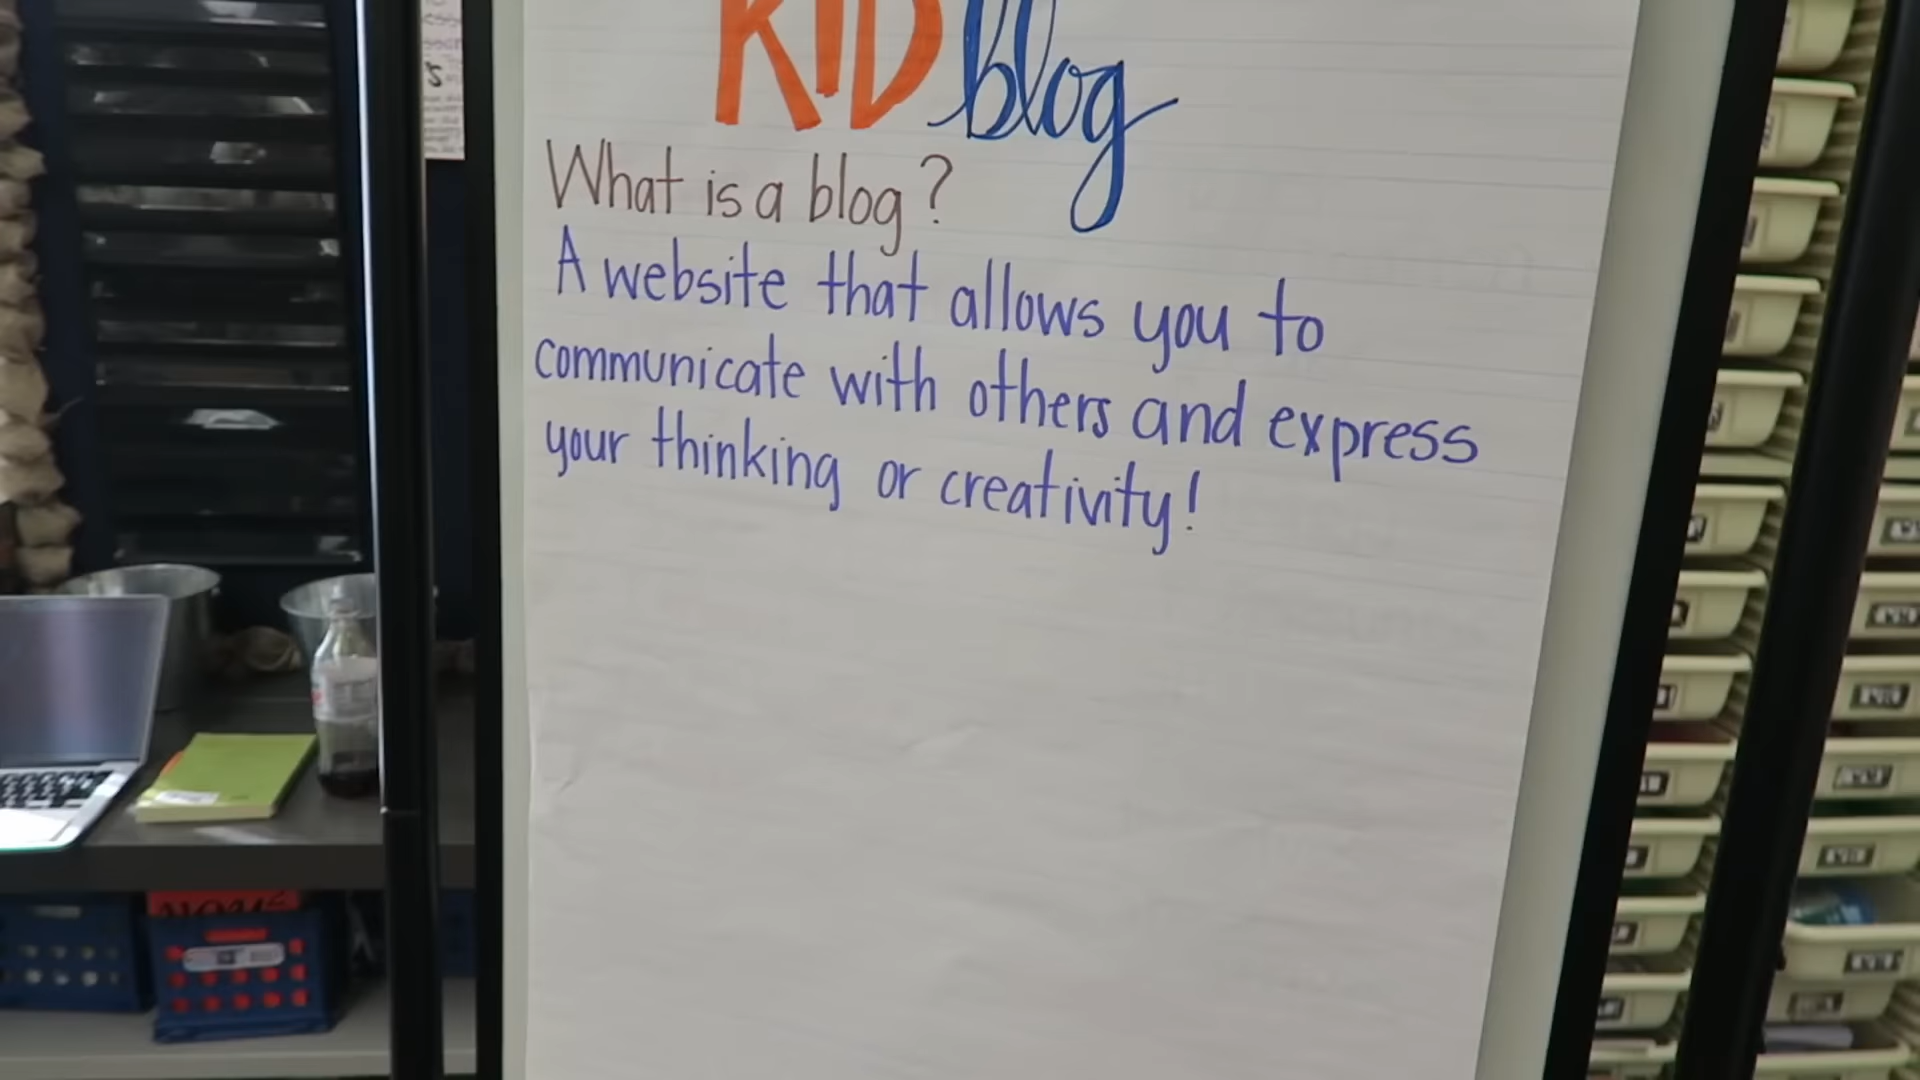 KID blog
What is a blog?
A website that allows you to
communicate with others and express
your thinking or creativity!